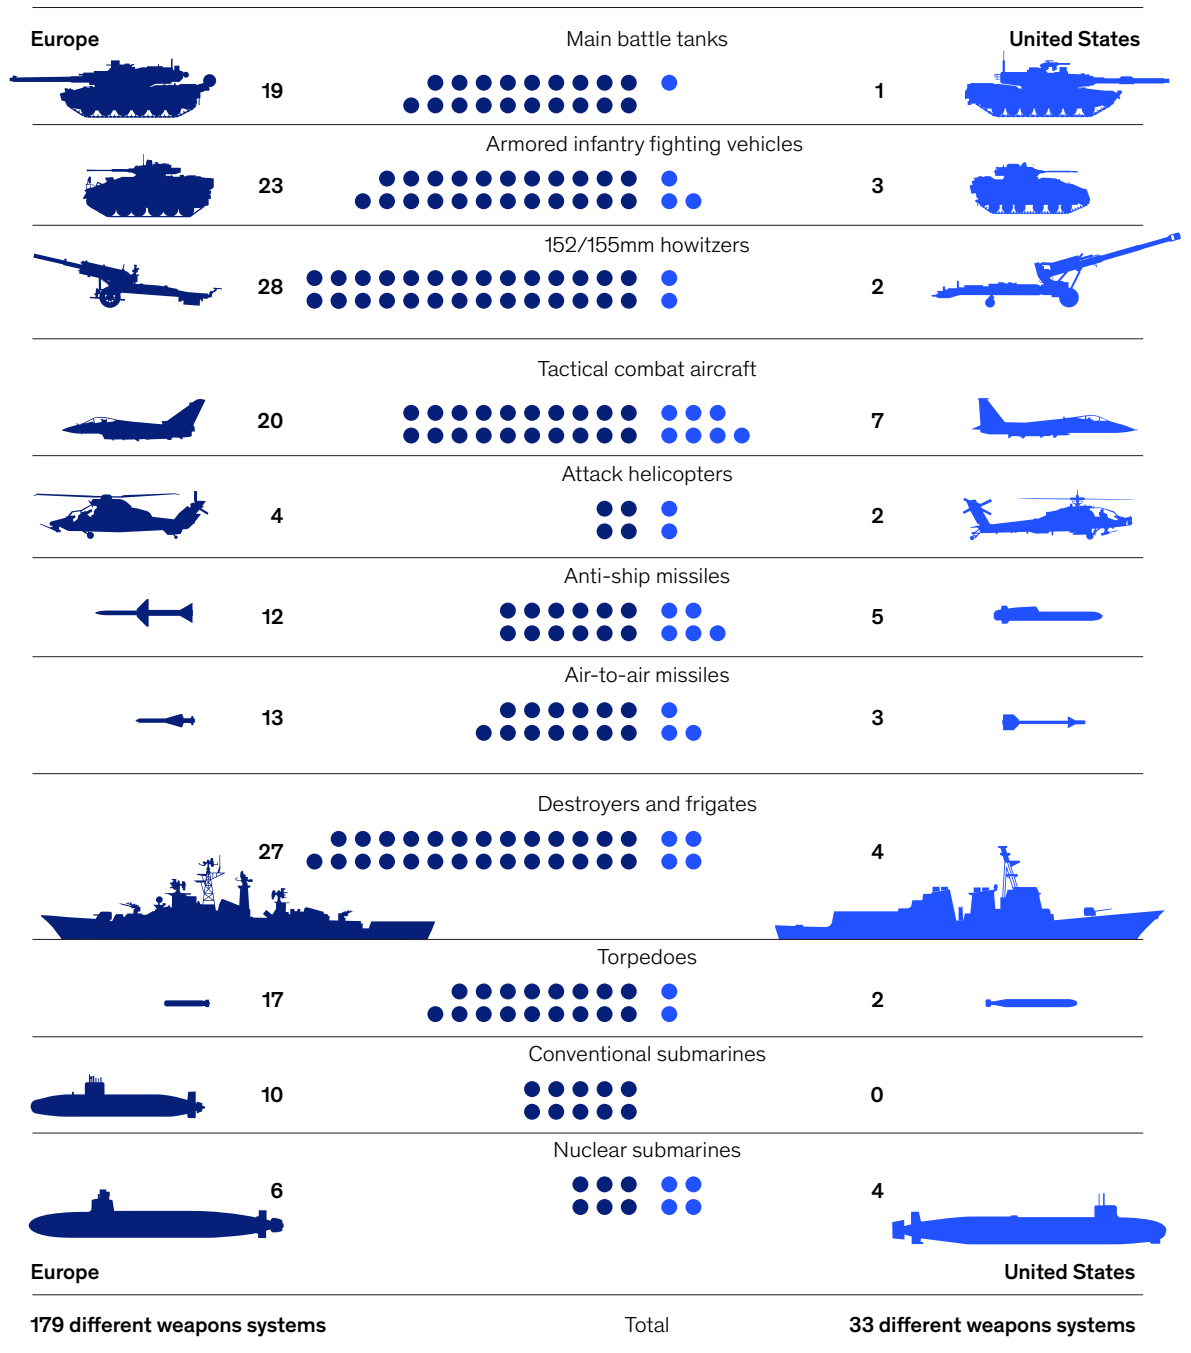 Europe Main battle tanks United States
19 1
Armored infantry fighting vehicles
23 3
152/155mm howitzers
28 2
Tactical combat aircraft
20 7
Attack helicopters
4 2
Anti-ship missiles
12 5
Air-to-air missiles
13 3
Destroyers and frigates
27 4
Torpedoes
17 2
Conventional submarines
10 0
Nuclear submarines
6 4
Europe United States
179 different weapons systems Total 33 different weapons systems